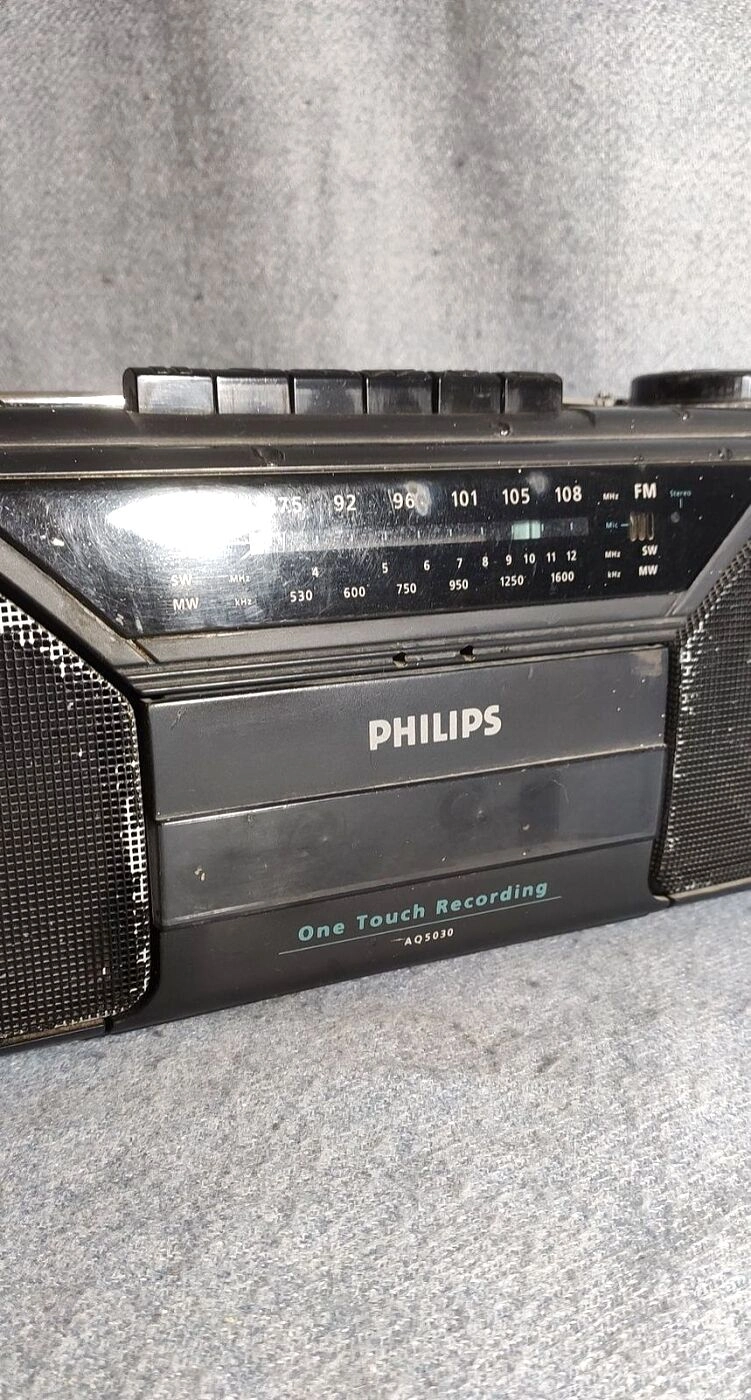 75 92 96 101 105 108 MHz FM Stereo
Mic
SW MHz 4 5 6 7 8 9 10 11 12 MHz SW
MW kHz 530 600 750 950 1250 1600 kHz MW
PHILIPS
One Touch Recording
AQ5030